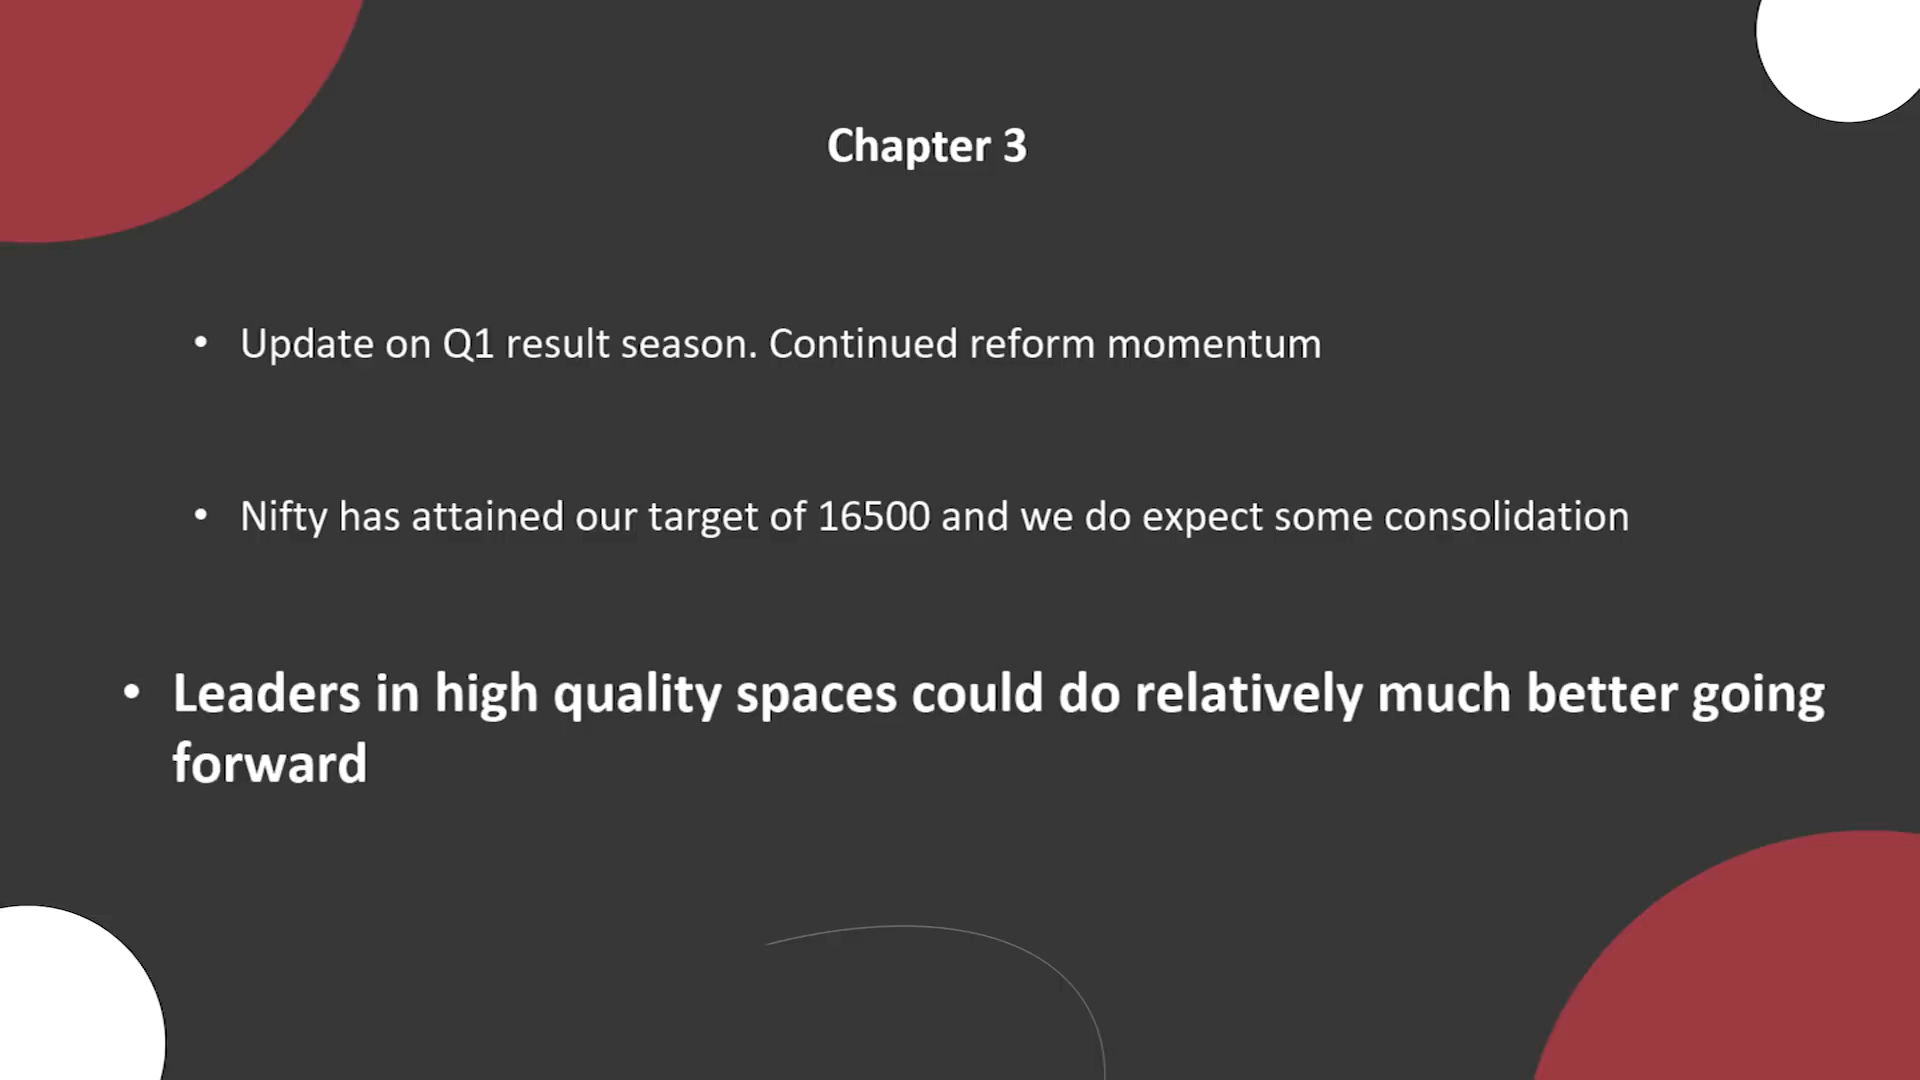 Chapter 3
• Update on Q1 result season. Continued reform momentum
• Nifty has attained our target of 16500 and we do expect some consolidation
• Leaders in high quality spaces could do relatively much better going
forward